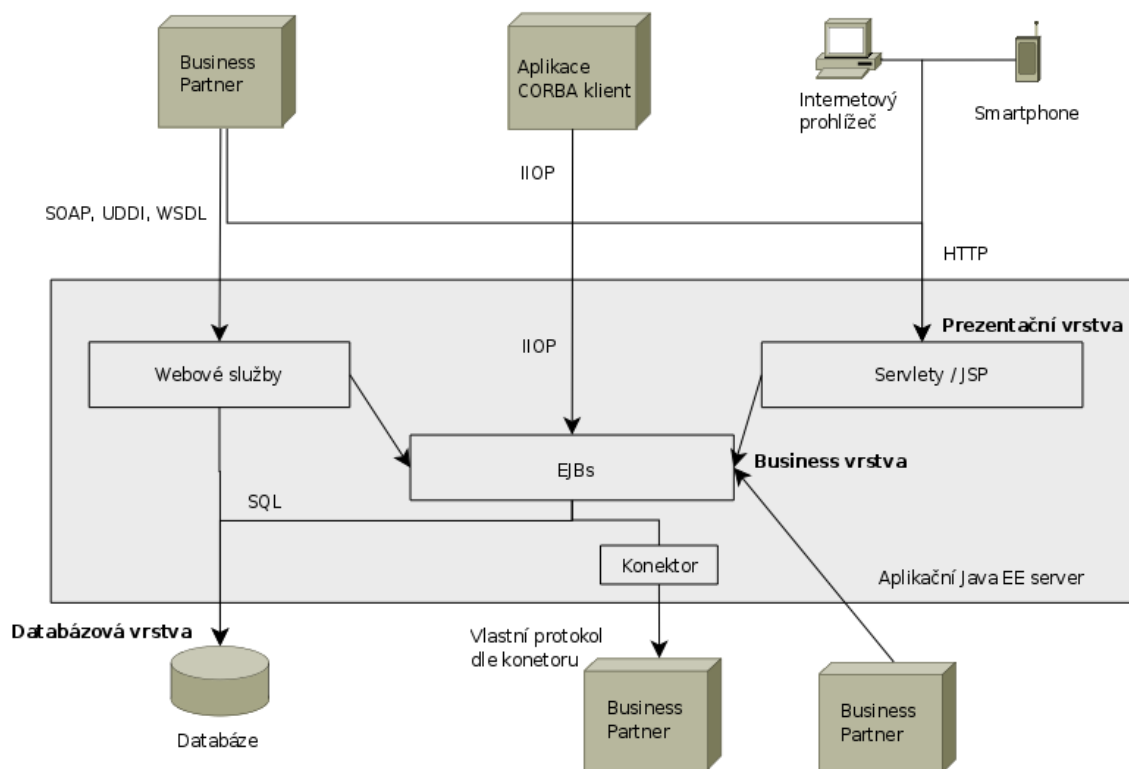 Business
Partner
Aplikace
CORBA klient
Internetový
prohlížeč
Smartphone
IIOP
SOAP, UDDI, WSDL
HTTP
Prezentační vrstva
IIOP
Webové služby
Servlety / JSP
EJBs
Business vrstva
SQL
Konektor
Aplikační Java EE server
Databázová vrstva
Vlastní protokol
dle konetoru
Business
Partner
Business
Partner
Databáze